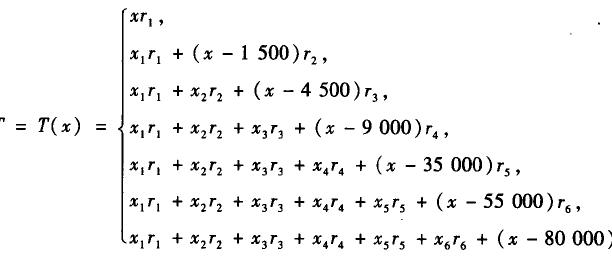 xr₁,
x₁r₁ + (x − 1 500)r₂,
x₁r₁ + x₂r₂ + (x − 4 500)r₃,
= T(x) = x₁r₁ + x₂r₂ + x₃r₃ + (x − 9 000)r₄,
x₁r₁ + x₂r₂ + x₃r₃ + x₄r₄ + (x − 35 000)r₅,
x₁r₁ + x₂r₂ + x₃r₃ + x₄r₄ + x₅r₅ + (x − 55 000)r₆,
x₁r₁ + x₂r₂ + x₃r₃ + x₄r₄ + x₅r₅ + x₆r₆ + (x − 80 000)